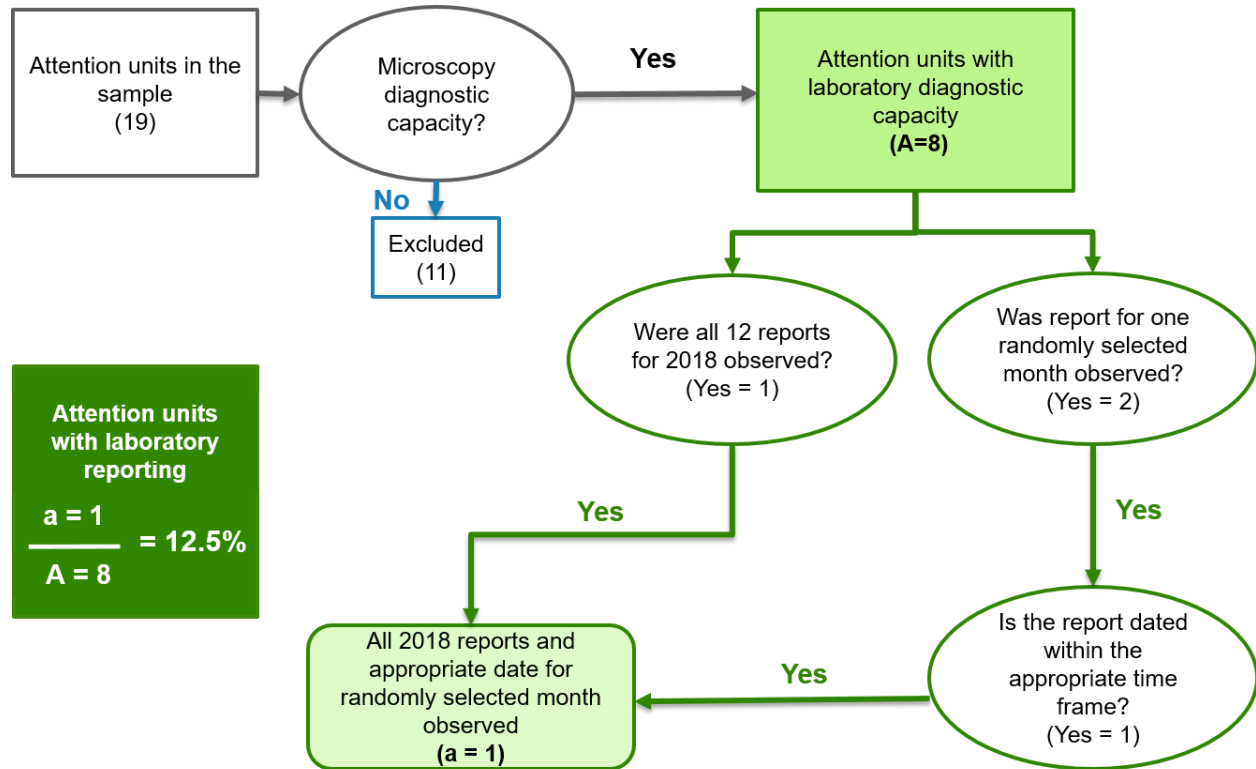 Attention units in the
sample
(19)
Microscopy
diagnostic
capacity?
Yes
Attention units with
laboratory diagnostic
capacity
(A=8)
No
Excluded
(11)
Were all 12 reports
for 2018 observed?
(Yes = 1)
Was report for one
randomly selected
month observed?
(Yes = 2)
Attention units
with laboratory
reporting
a = 1
= 12.5%
A = 8
Yes
Yes
All 2018 reports and
appropriate date for
randomly selected month
observed
(a = 1)
Yes
Is the report dated
within the
appropriate time
frame?
(Yes = 1)